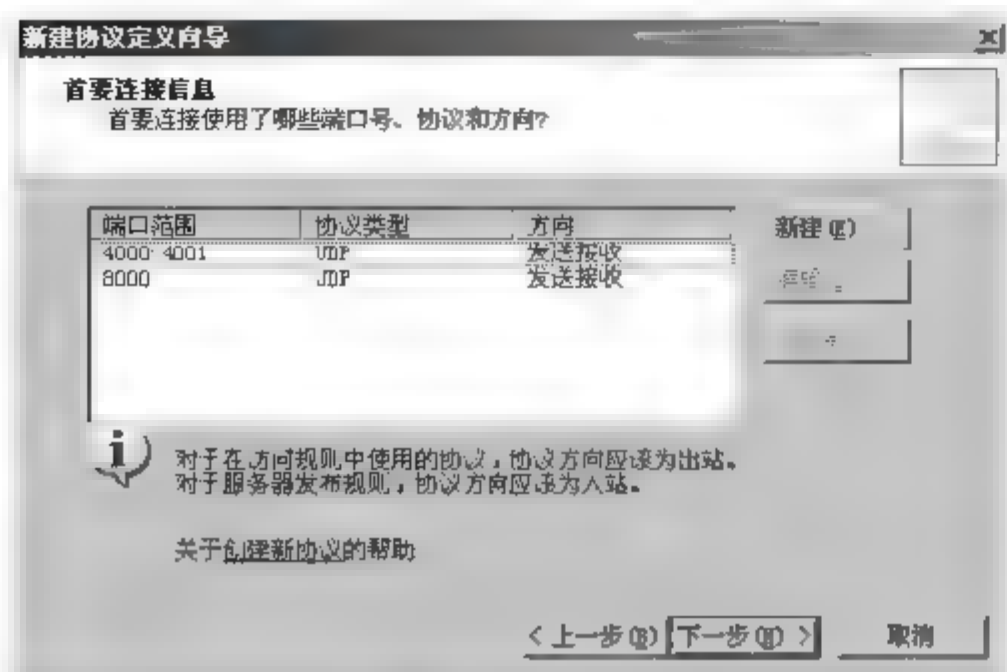 新建协议定义向导
首要连接信息
首要连接使用了哪些端口号、协议和方向?
端口范围 协议类型 方向 新建(E)
4000-4001 UDP 发送接收
8000 UDP 发送接收
对于在访问规则中使用的协议，协议方向应该为出站。
对于服务器发布规则，协议方向应该为入站。
关于创建新协议的帮助
< 上一步(B) 下一步(N) > 取消